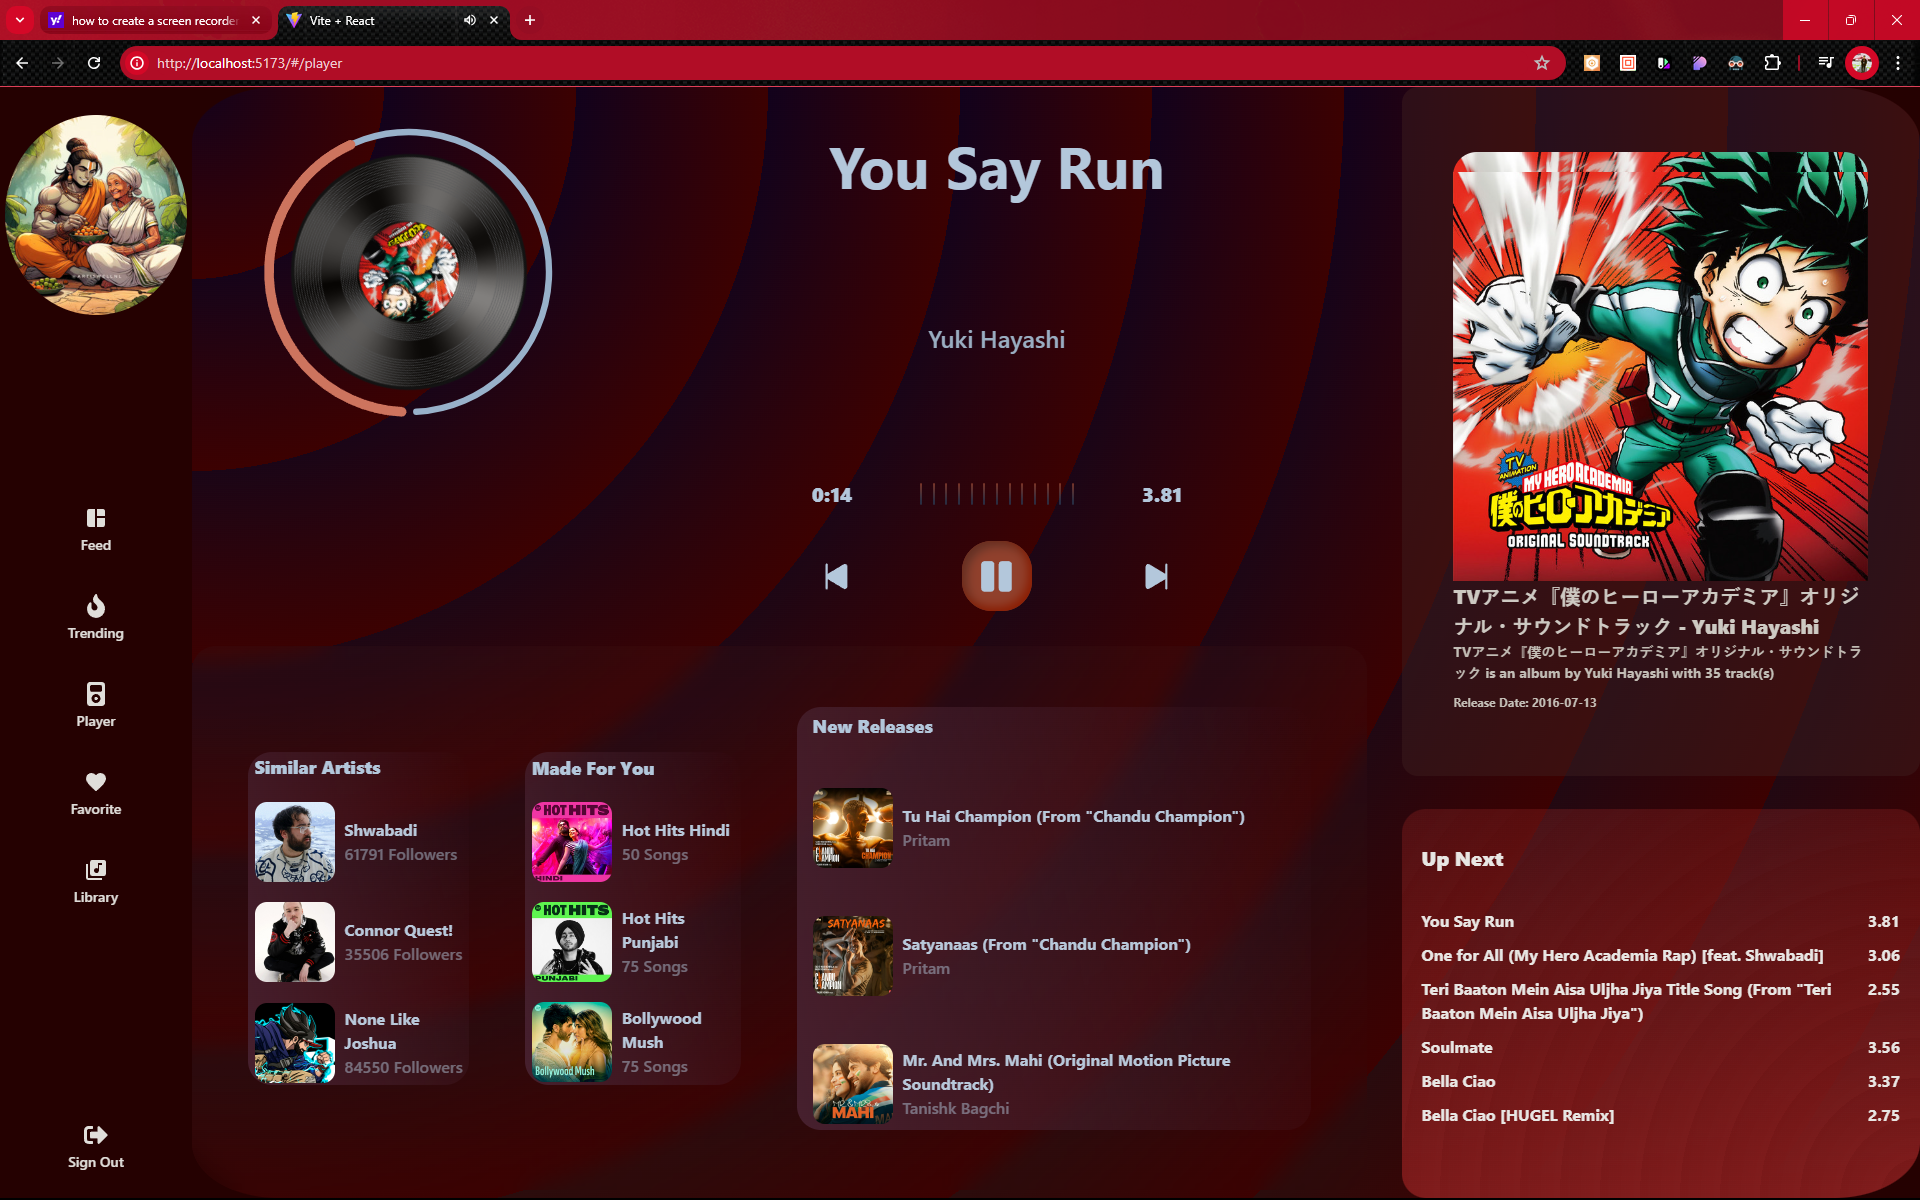 how to create a screen recorder
Vite + React
http://localhost:5173/#/player
Feed
Trending
Player
Favorite
Library
Sign Out
You Say Run
Yuki Hayashi
0:14
3.81
Similar Artists
Shwabadi
61791 Followers
Connor Quest!
35506 Followers
None Like
Joshua
84550 Followers
Made For You
HOT HITS
HINDI
Hot Hits Hindi
50 Songs
HOT HITS
PUNJABI
Hot Hits
Punjabi
75 Songs
Bollywood Mush
Bollywood
Mush
75 Songs
New Releases
CHANDU
CHAMPION
Tu Hai Champion (From "Chandu Champion")
Pritam
SATYANAAS
CHANDU
CHAMPION
Satyanaas (From "Chandu Champion")
Pritam
MR. & MRS.
MAHI
Mr. And Mrs. Mahi (Original Motion Picture
Soundtrack)
Tanishk Bagchi
TV
ANIMATION
MY HERO ACADEMIA
僕のヒーローアカデミア
ORIGINAL SOUNDTRACK
TVアニメ『僕のヒーローアカデミア』オリジ
ナル・サウンドトラック - Yuki Hayashi
TVアニメ『僕のヒーローアカデミア』オリジナル・サウンドトラ
ック is an album by Yuki Hayashi with 35 track(s)
Release Date: 2016-07-13
Up Next
You Say Run 3.81
One for All (My Hero Academia Rap) [feat. Shwabadi] 3.06
Teri Baaton Mein Aisa Uljha Jiya Title Song (From "Teri 2.55
Baaton Mein Aisa Uljha Jiya")
Soulmate 3.56
Bella Ciao 3.37
Bella Ciao [HUGEL Remix] 2.75